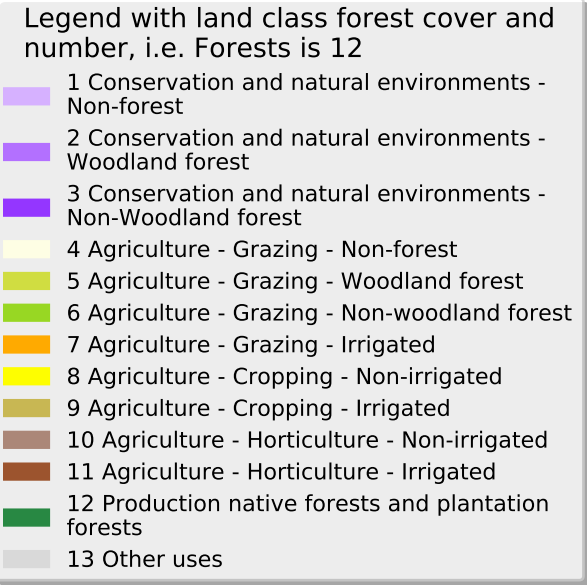 Legend with land class forest cover and
number, i.e. Forests is 12
1 Conservation and natural environments -
Non-forest
2 Conservation and natural environments -
Woodland forest
3 Conservation and natural environments -
Non-Woodland forest
4 Agriculture - Grazing - Non-forest
5 Agriculture - Grazing - Woodland forest
6 Agriculture - Grazing - Non-woodland forest
7 Agriculture - Grazing - Irrigated
8 Agriculture - Cropping - Non-irrigated
9 Agriculture - Cropping - Irrigated
10 Agriculture - Horticulture - Non-irrigated
11 Agriculture - Horticulture - Irrigated
12 Production native forests and plantation
forests
13 Other uses